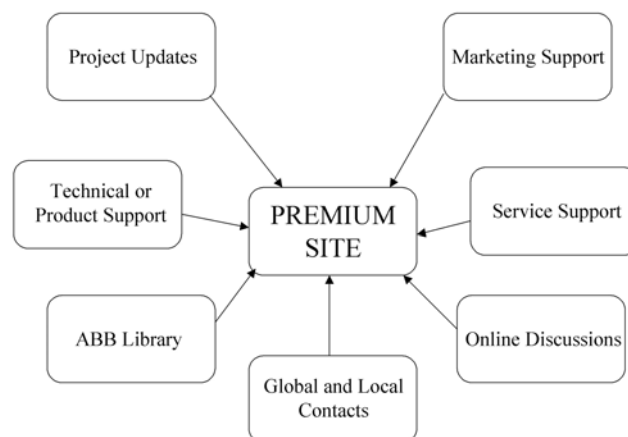 Project Updates
Marketing Support
Technical or
Product Support
PREMIUM
SITE
Service Support
ABB Library
Global and Local
Contacts
Online Discussions